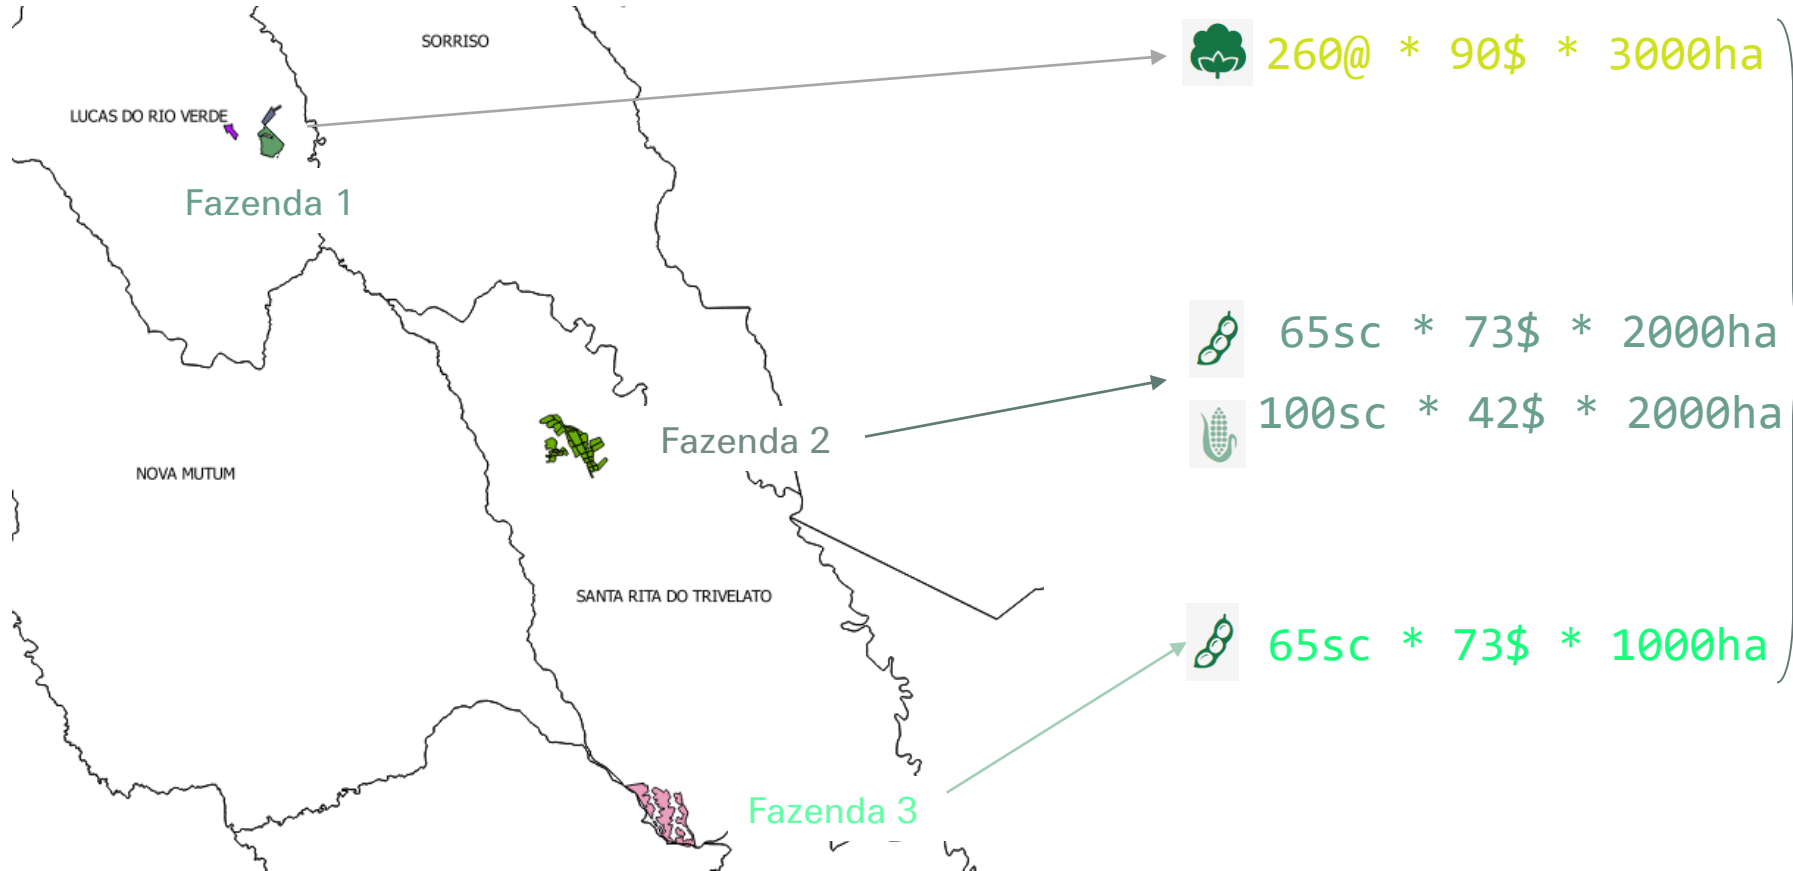 SORRISO
260@ * 90$ * 3000ha
LUCAS DO RIO VERDE
Fazenda 1
65sc * 73$ * 2000ha
100sc * 42$ * 2000ha
Fazenda 2
NOVA MUTUM
SANTA RITA DO TRIVELATO
65sc * 73$ * 1000ha
Fazenda 3